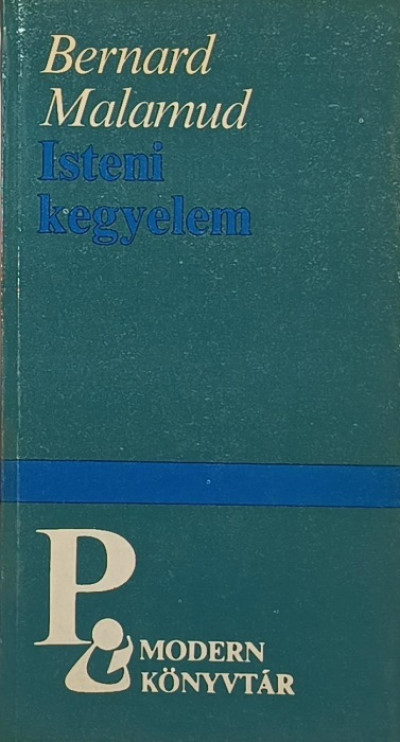 Bernard
Malamud
Isteni
kegyelem
P
MODERN
KÖNYVTÁR